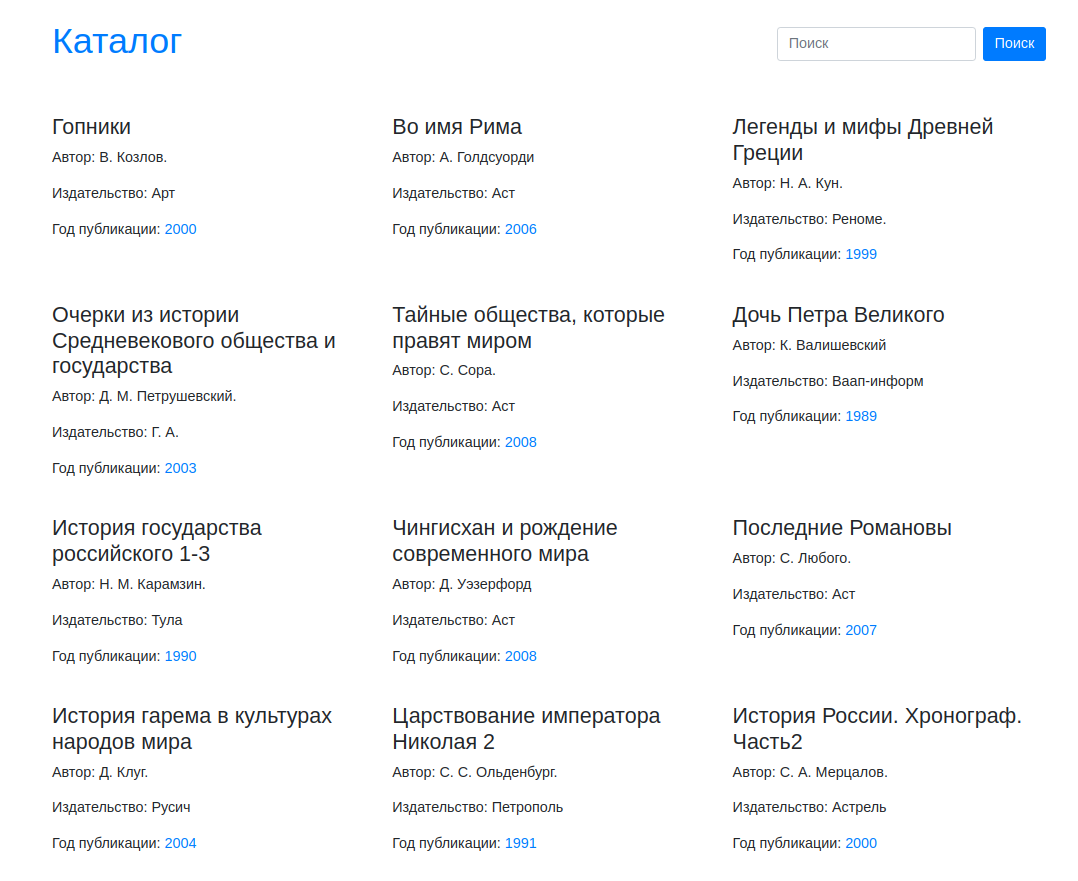 Каталог
Поиск
Поиск
Гопники
Автор: В. Козлов.
Издательство: Арт
Год публикации: 2000
Во имя Рима
Автор: А. Голдсуорди
Издательство: Аст
Год публикации: 2006
Легенды и мифы Древней
Греции
Автор: Н. А. Кун.
Издательство: Реноме.
Год публикации: 1999
Очерки из истории
Средневекового общества и
государства
Автор: Д. М. Петрушевский.
Издательство: Г. А.
Год публикации: 2003
Тайные общества, которые
правят миром
Автор: С. Сора.
Издательство: Аст
Год публикации: 2008
Дочь Петра Великого
Автор: К. Валишевский
Издательство: Ваап-информ
Год публикации: 1989
История государства
российского 1-3
Автор: Н. М. Карамзин.
Издательство: Тула
Год публикации: 1990
Чингисхан и рождение
современного мира
Автор: Д. Уэзерфорд
Издательство: Аст
Год публикации: 2008
Последние Романовы
Автор: С. Любого.
Издательство: Аст
Год публикации: 2007
История гарема в культурах
народов мира
Автор: Д. Клуг.
Издательство: Русич
Год публикации: 2004
Царствование императора
Николая 2
Автор: С. С. Ольденбург.
Издательство: Петрополь
Год публикации: 1991
История России. Хронограф.
Часть2
Автор: С. А. Мерцалов.
Издательство: Астрель
Год публикации: 2000